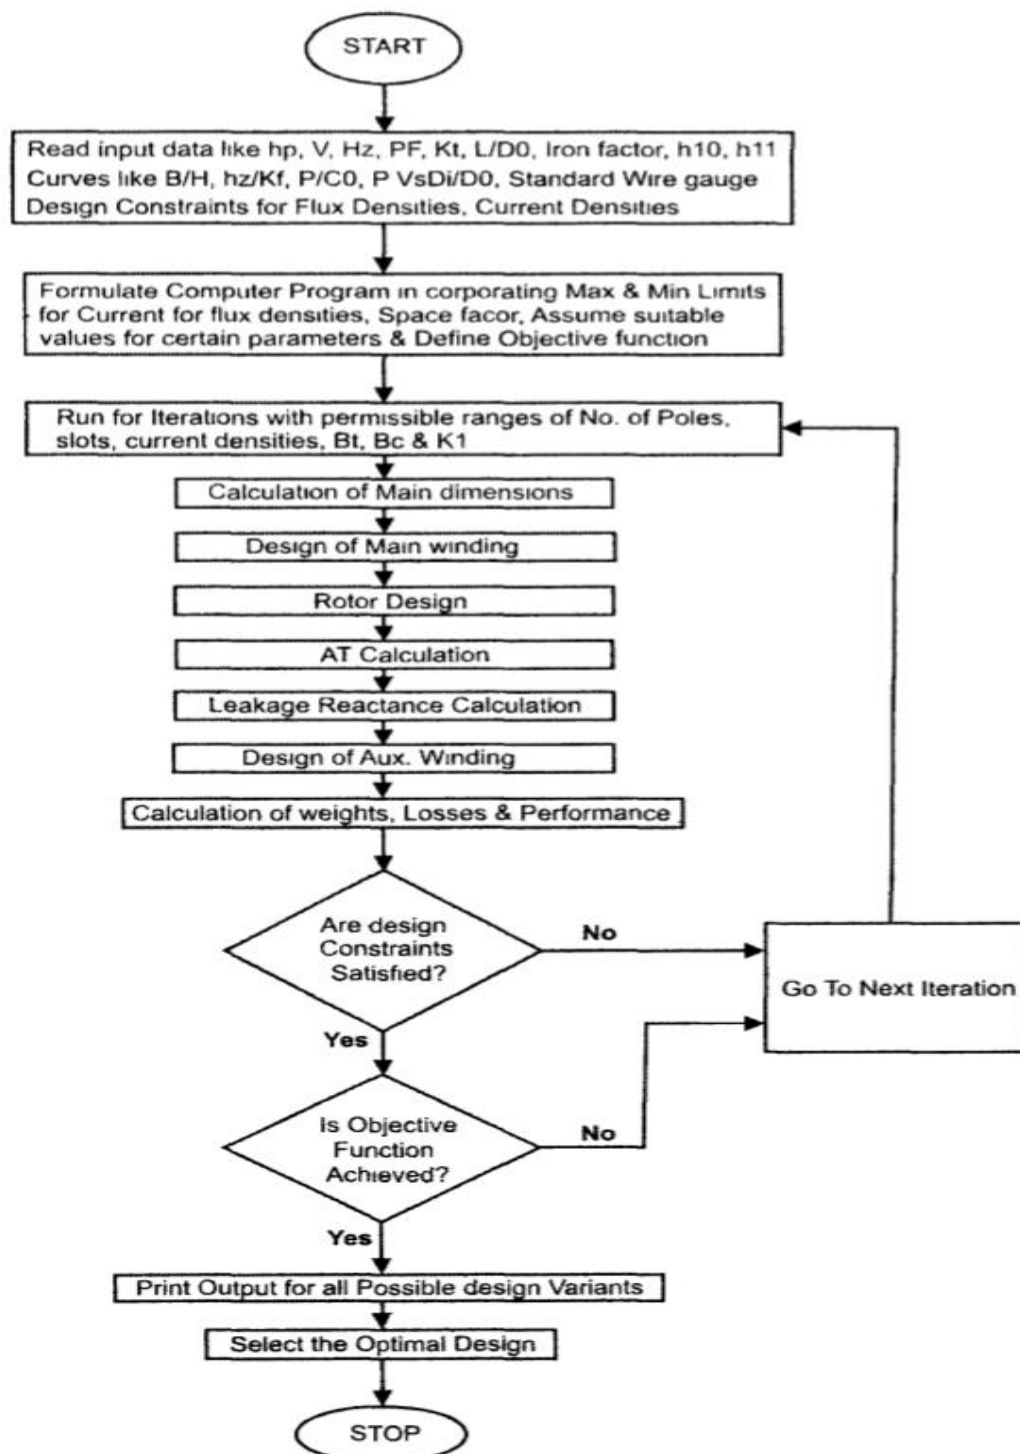 START
Read input data like hp, V, Hz, PF, Kt, L/D0, Iron factor, h10, h11
Curves like B/H, hz/Kf, P/C0, P VsDi/D0, Standard Wire gauge
Design Constraints for Flux Densities, Current Densities
Formulate Computer Program in corporating Max & Min Limits
for Current for flux densities, Space facor, Assume suitable
values for certain parameters & Define Objective function
Run for Iterations with permissible ranges of No. of Poles,
slots, current densities, Bt, Bc & K1
Calculation of Main dimensions
Design of Main winding
Rotor Design
AT Calculation
Leakage Reactance Calculation
Design of Aux. Winding
Calculation of weights, Losses & Performance
Are design
Constraints
Satisfied?
No
Go To Next Iteration
Yes
Is Objective
Function
Achieved?
No
Yes
Print Output for all Possible design Variants
Select the Optimal Design
STOP